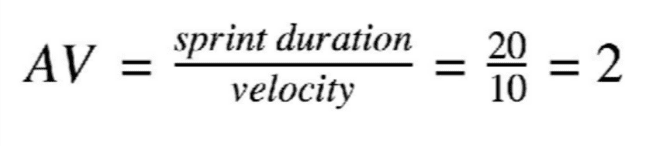 AV = sprint duration / velocity = 20 / 10 = 2